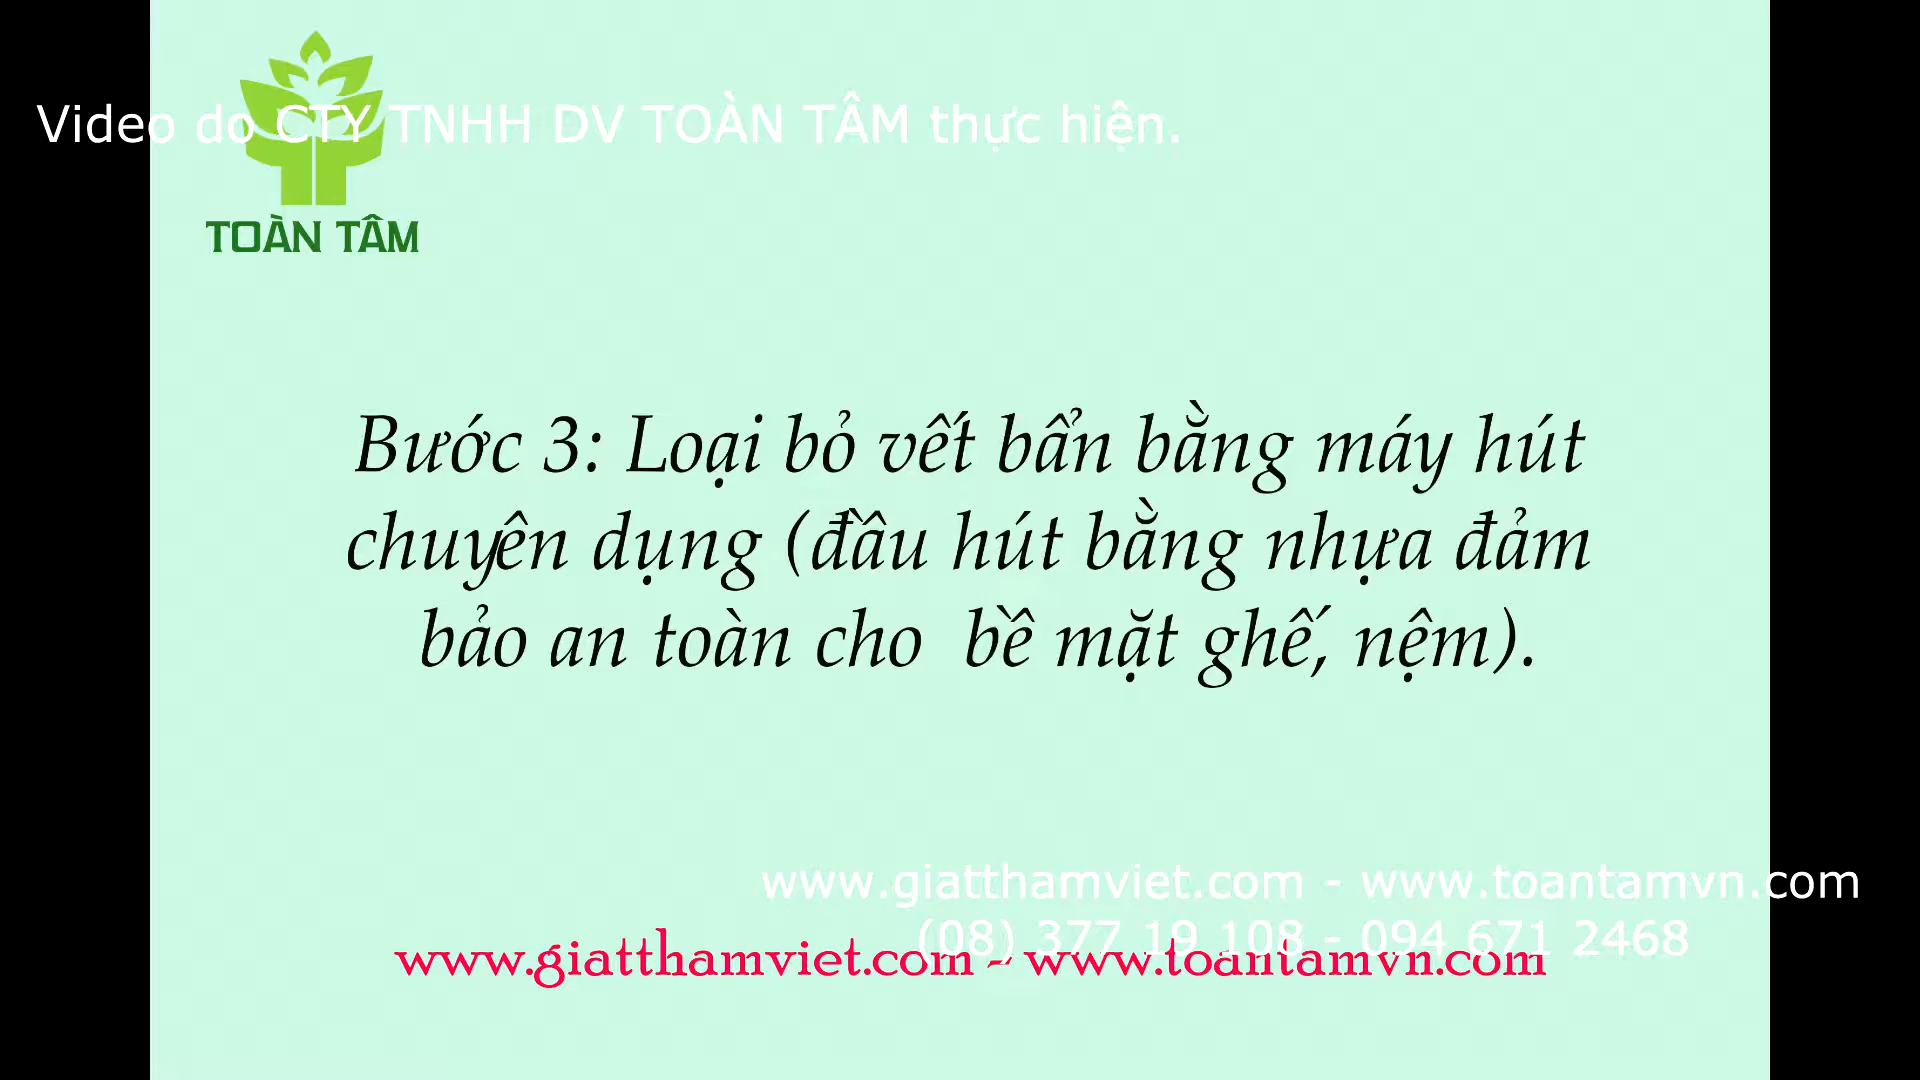 Video do CTY TNHH DV TOÀN TÂM thực hiện.
TOÀN TÂM
Bước 3: Loại bỏ vết bẩn bằng máy hút
chuyên dụng (đầu hút bằng nhựa đảm
bảo an toàn cho bề mặt ghế, nệm).
www.giatthamviet.com - www.toantamvn.com
(08) 377 19 108 - 094 671 2468
www.giatthamviet.com - www.toantamvn.com